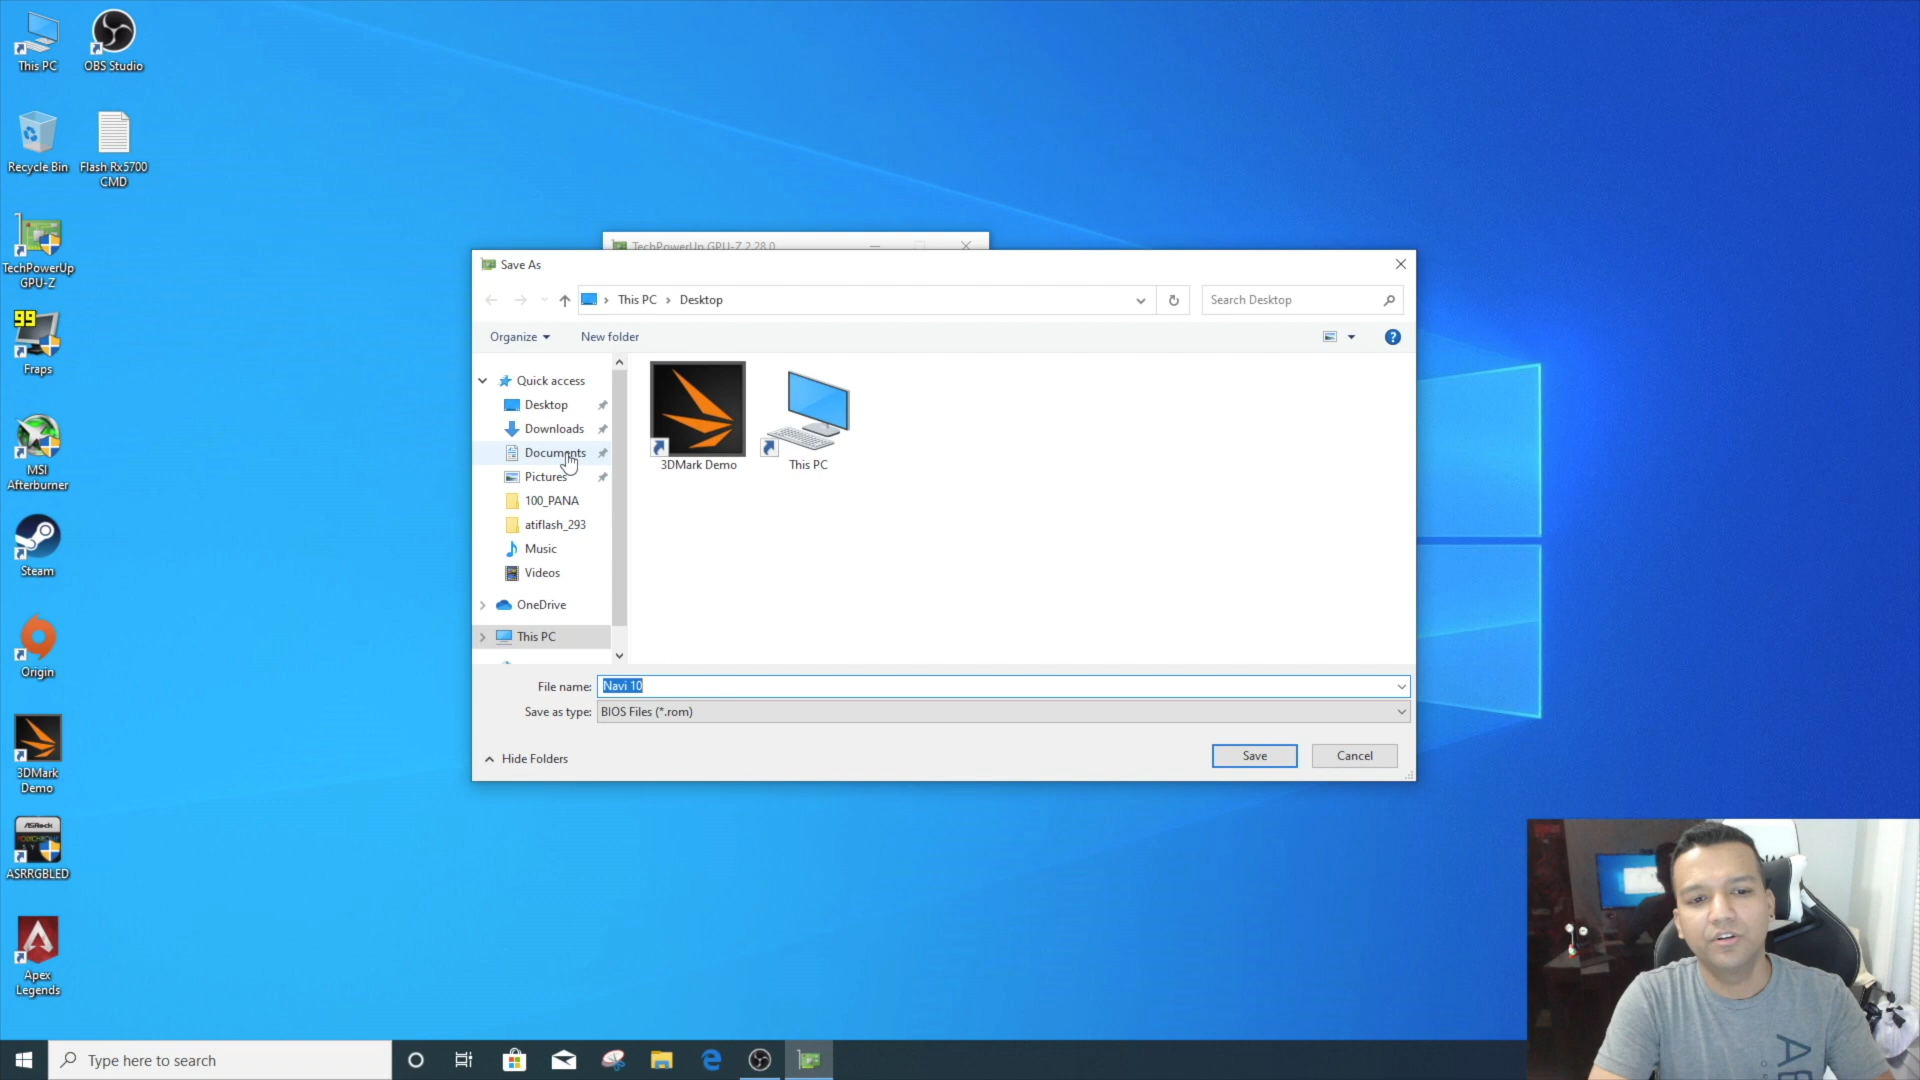 This PC
OBS Studio
Recycle Bin
Flash Rx5700
CMD
TechPowerUp
GPU-Z
99
Fraps
MSI
Afterburner
Steam
Origin
3DMark
Demo
ASRock
ASRRGBLED
Apex
Legends
TechPowerUp GPU-Z 2.28.0
Save As
This PC > Desktop
Search Desktop
Organize
New folder
Quick access
Desktop
Downloads
Documents
Pictures
100_PANA
atiflash_293
Music
Videos
OneDrive
This PC
3DMark Demo
This PC
File name: Navi 10
Save as type: BIOS Files (*.rom)
Hide Folders
Save
Cancel
Type here to search